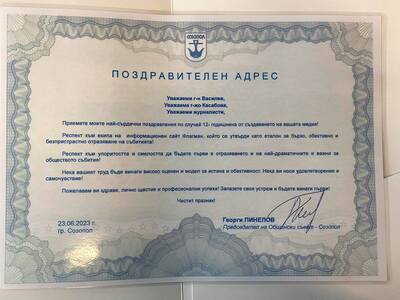 СОЗОПОЛ
ПОЗДРАВИТЕЛЕН АДРЕС
Уважаеми г-н Василев,
Уважаема г-жо Касабова,
Уважаеми журналисти,
Приемете моите най-сърдечни поздравления по случай 12- годишнина от създаването на вашата медия!
Респект към екипа на информационен сайт Флагман, който се утвърди като еталон за бързо, обективно и
безпристрастно отразяване на събитията!
Респект към упоритостта и смелостта да бъдете първи в отразяването и на най-драматичните и важни за
обществото събития!
Нека вашият труд бъде винаги високо оценен и модел за истина и обективност. Нека ви носи удовлетворение и
самочувствие!
Пожелавам ви здраве, лично щастие и професионални успехи! Запазете своя устрем и бъдете винаги първи!
Честит празник!
23.06.2023 г.
гр. Созопол
Георги ПИНЕЛОВ
Председател на Общински съвет - Созопол